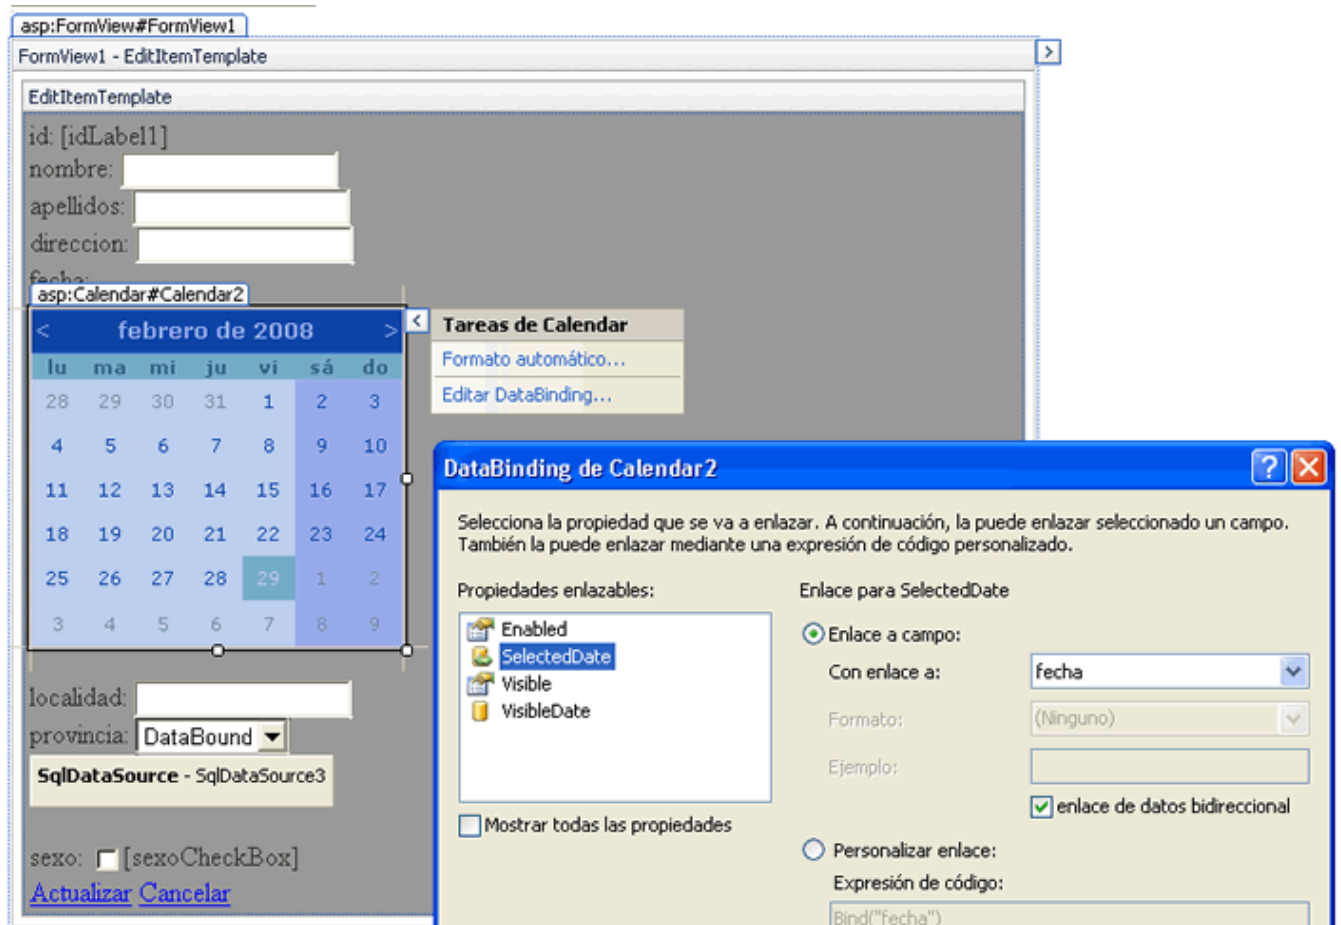 asp:FormView#FormView1
FormView1 - EditItemTemplate
EditItemTemplate
id: [idLabel1]
nombre:
apellidos:
direccion:
fecha:
asp:Calendar#Calendar2
< febrero de 2008 >
lu ma mi ju vi sá do
28 29 30 31 1 2 3
4 5 6 7 8 9 10
11 12 13 14 15 16 17
18 19 20 21 22 23 24
25 26 27 28 29 1 2
3 4 5 6 7 8 9
Tareas de Calendar
Formato automático...
Editar DataBinding...
localidad:
provincia: DataBound
SqlDataSource - SqlDataSource3
sexo: [sexoCheckBox]
Actualizar Cancelar
DataBinding de Calendar2
Selecciona la propiedad que se va a enlazar. A continuación, la puede enlazar seleccionado un campo.
También la puede enlazar mediante una expresión de código personalizado.
Propiedades enlazables:
Enabled
SelectedDate
Visible
VisibleDate
Mostrar todas las propiedades
Enlace para SelectedDate
Enlace a campo:
Con enlace a: fecha
Formato: (Ninguno)
Ejemplo:
enlace de datos bidireccional
Personalizar enlace:
Expresión de código:
Bind("fecha")